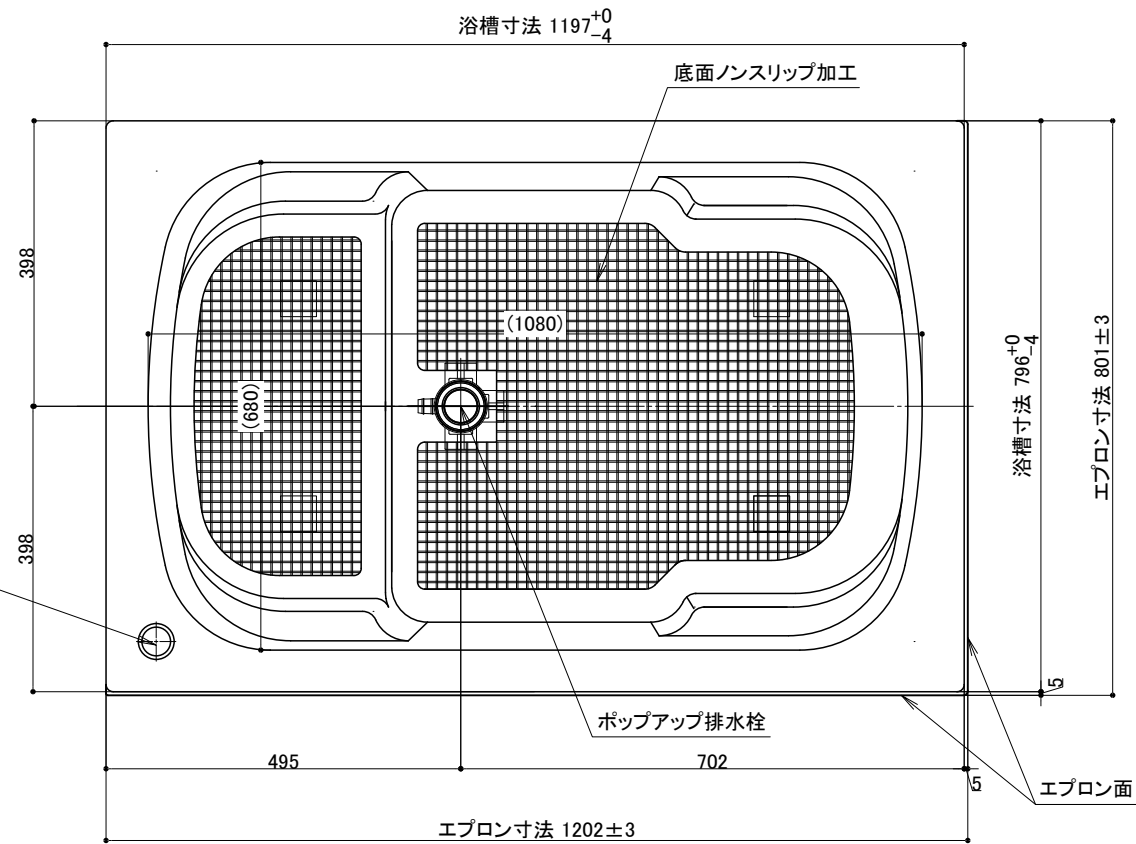 浴槽寸法 1197 +0 -4
底面ノンスリップ加工
398
(1080)
(680)
浴槽寸法 796 +0 -4
エプロン寸法 801±3
398
5
ポップアップ排水栓
495
702
5
エプロン面
エプロン寸法 1202±3